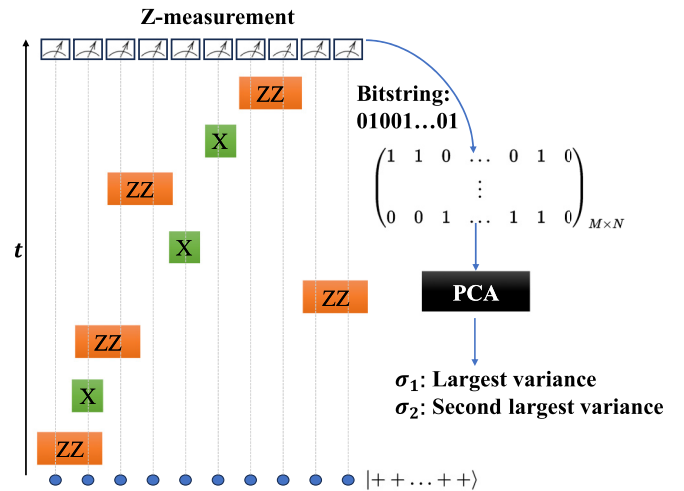 Z-measurement
ZZ
X
ZZ
X
ZZ
ZZ
X
ZZ
t
|++...++⟩
Bitstring:
01001...01
1 1 0 ... 0 1 0
⋮
0 0 1 ... 1 1 0
M×N
PCA
σ₁: Largest variance
σ₂: Second largest variance